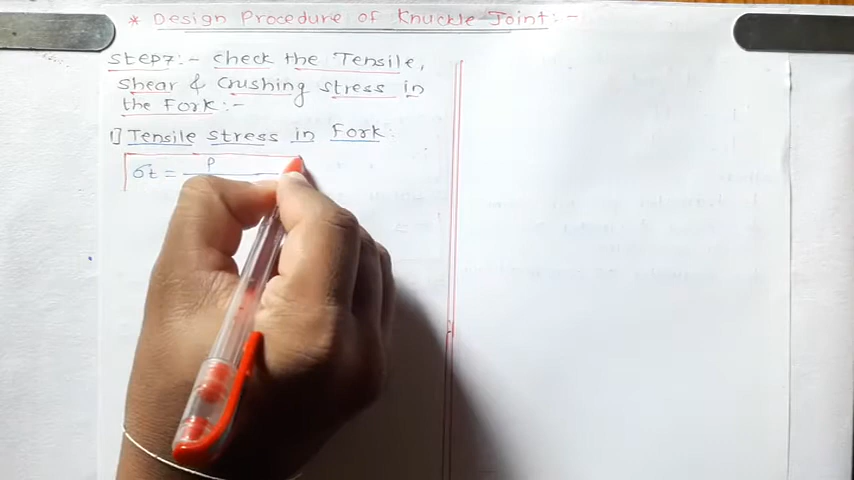 * Design Procedure of Knuckle Joint:-
STEP7:- check the Tensile,
shear & Crushing stress in
the Fork:-
1] Tensile stress in Fork:
σt = P